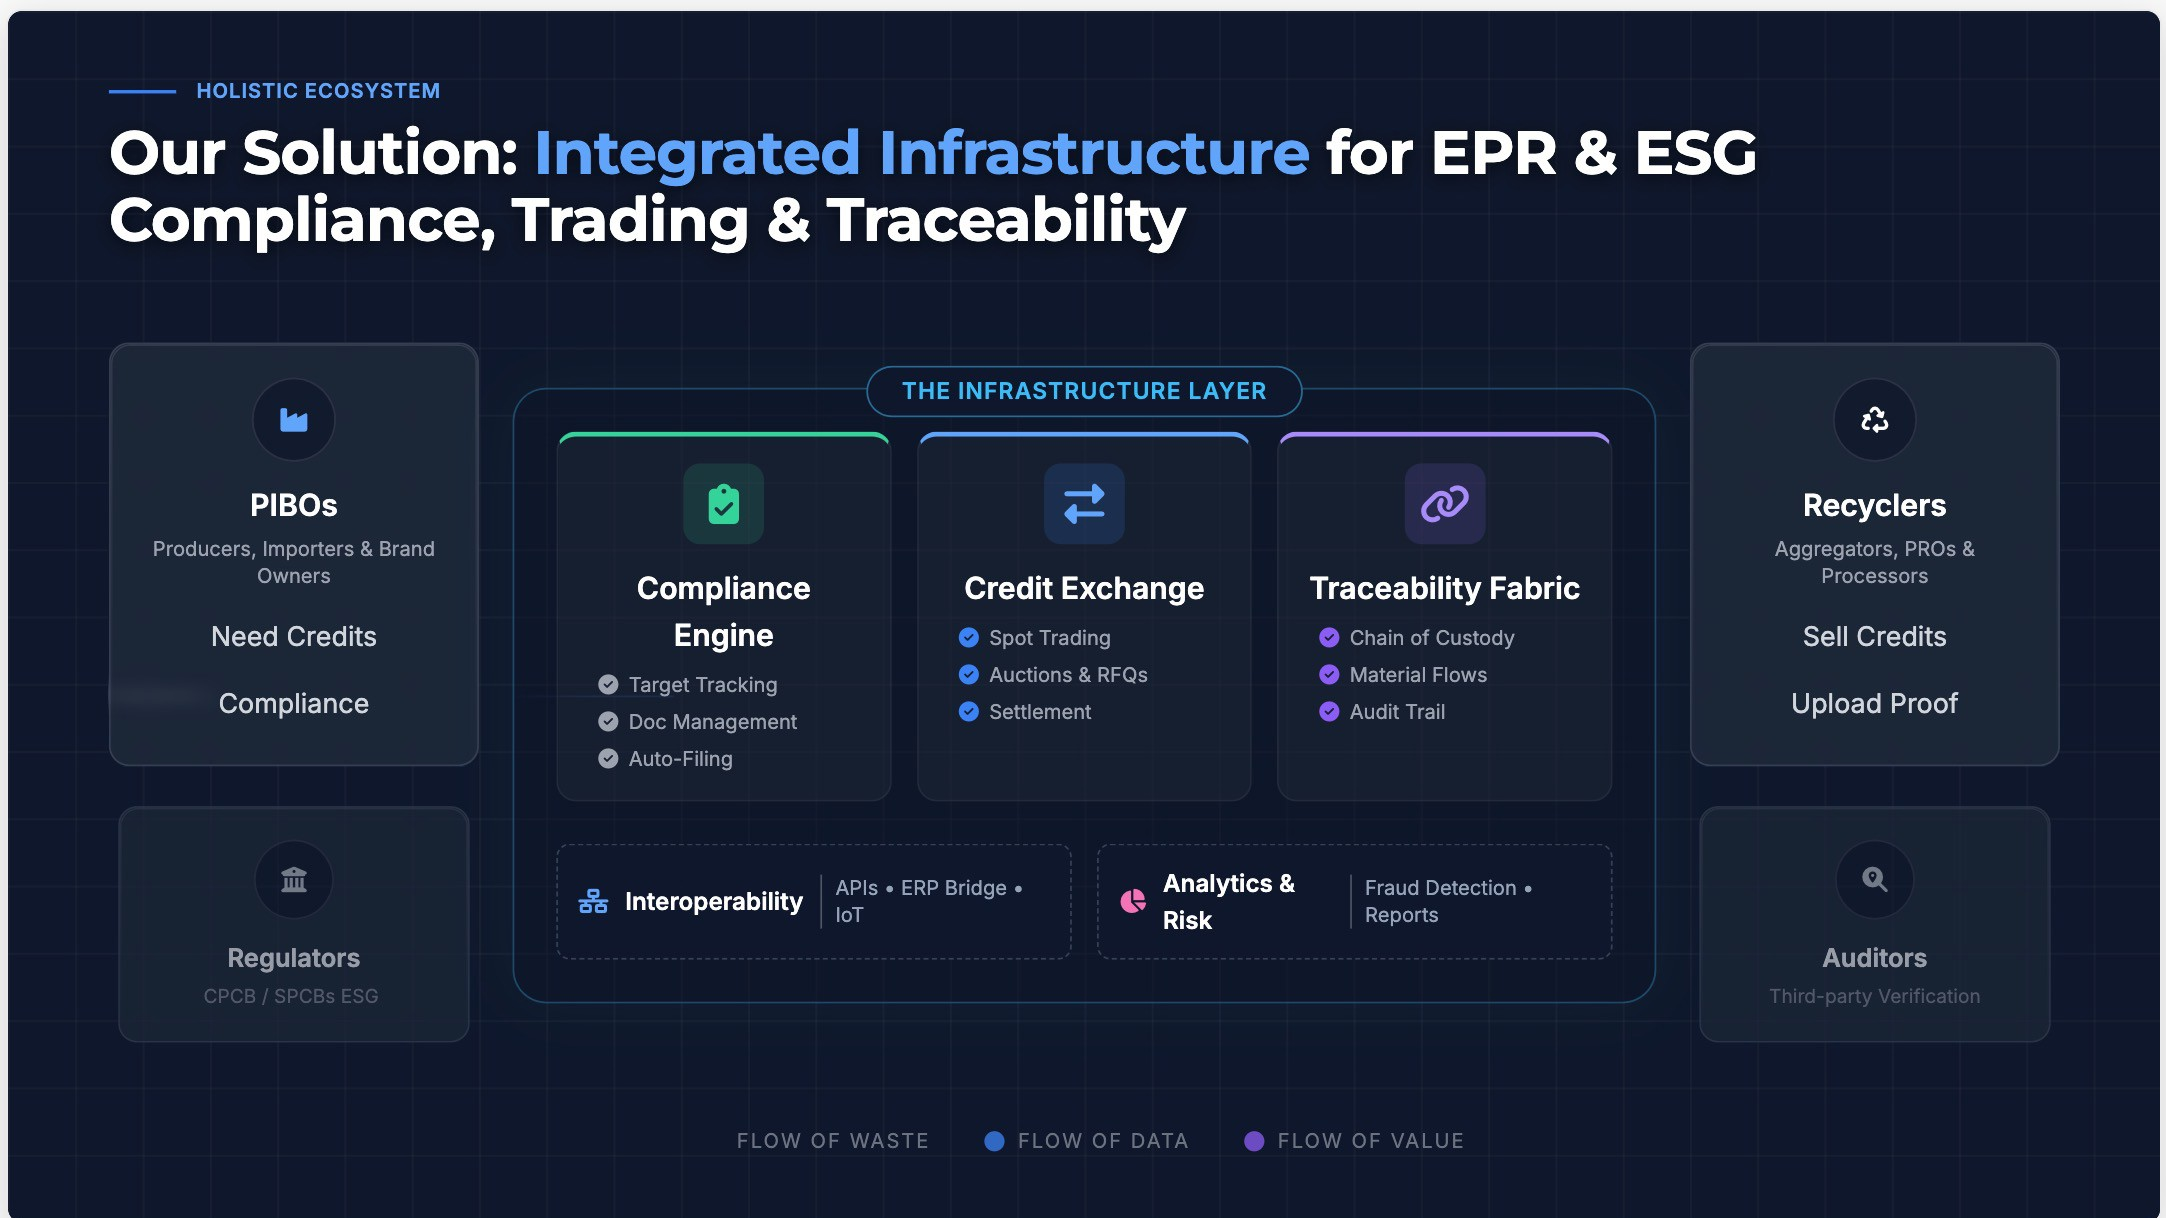 HOLISTIC ECOSYSTEM
Our Solution: Integrated Infrastructure for EPR & ESG
Compliance, Trading & Traceability
PIBOs
Producers, Importers & Brand
Owners
Need Credits
Compliance
Regulators
CPCB / SPCBs ESG
THE INFRASTRUCTURE LAYER
Compliance
Engine
Target Tracking
Doc Management
Auto-Filing
Credit Exchange
Spot Trading
Auctions & RFQs
Settlement
Traceability Fabric
Chain of Custody
Material Flows
Audit Trail
Interoperability
APIs • ERP Bridge •
IoT
Analytics &
Risk
Fraud Detection •
Reports
Recyclers
Aggregators, PROs &
Processors
Sell Credits
Upload Proof
Auditors
Third-party Verification
FLOW OF WASTE
FLOW OF DATA
FLOW OF VALUE